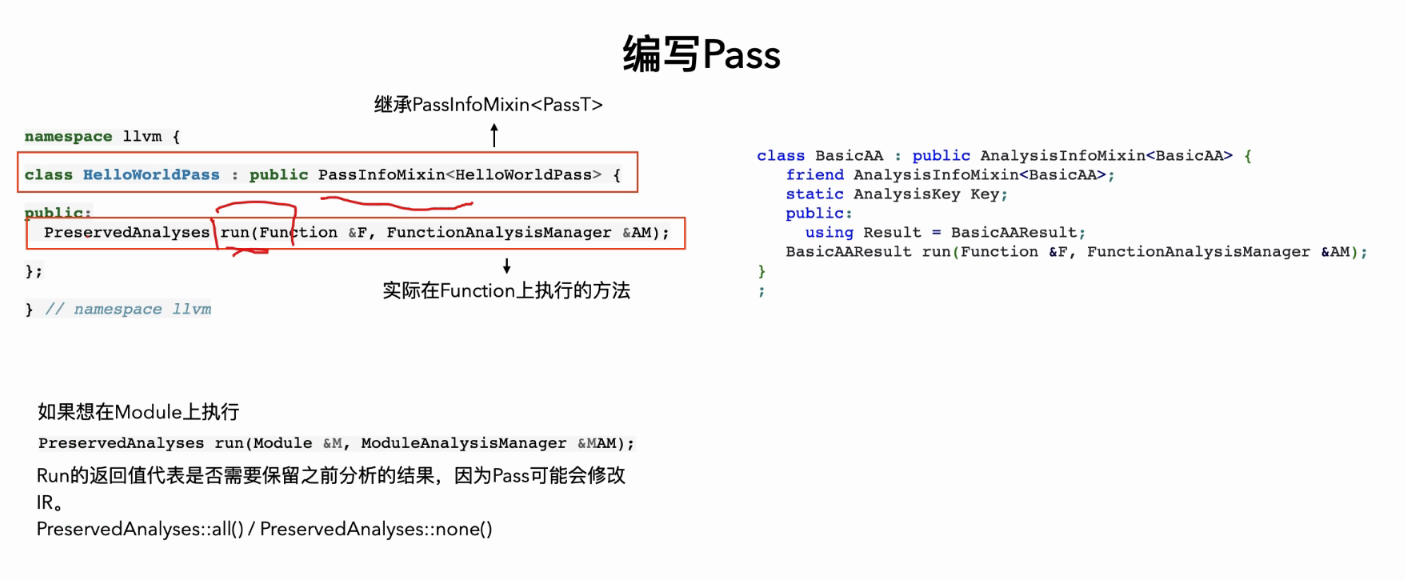 编写Pass
继承PassInfoMixin<PassT>
namespace llvm {
class HelloWorldPass : public PassInfoMixin<HelloWorldPass> {
public:
PreservedAnalyses run(Function &F, FunctionAnalysisManager &AM);
};
实际在Function上执行的方法
} // namespace llvm
class BasicAA : public AnalysisInfoMixin<BasicAA> {
friend AnalysisInfoMixin<BasicAA>;
static AnalysisKey Key;
public:
using Result = BasicAAResult;
BasicAAResult run(Function &F, FunctionAnalysisManager &AM);
}
;
如果想在Module上执行
PreservedAnalyses run(Module &M, ModuleAnalysisManager &MAM);
Run的返回值代表是否需要保留之前分析的结果，因为Pass可能会修改
IR。
PreservedAnalyses::all() / PreservedAnalyses::none()